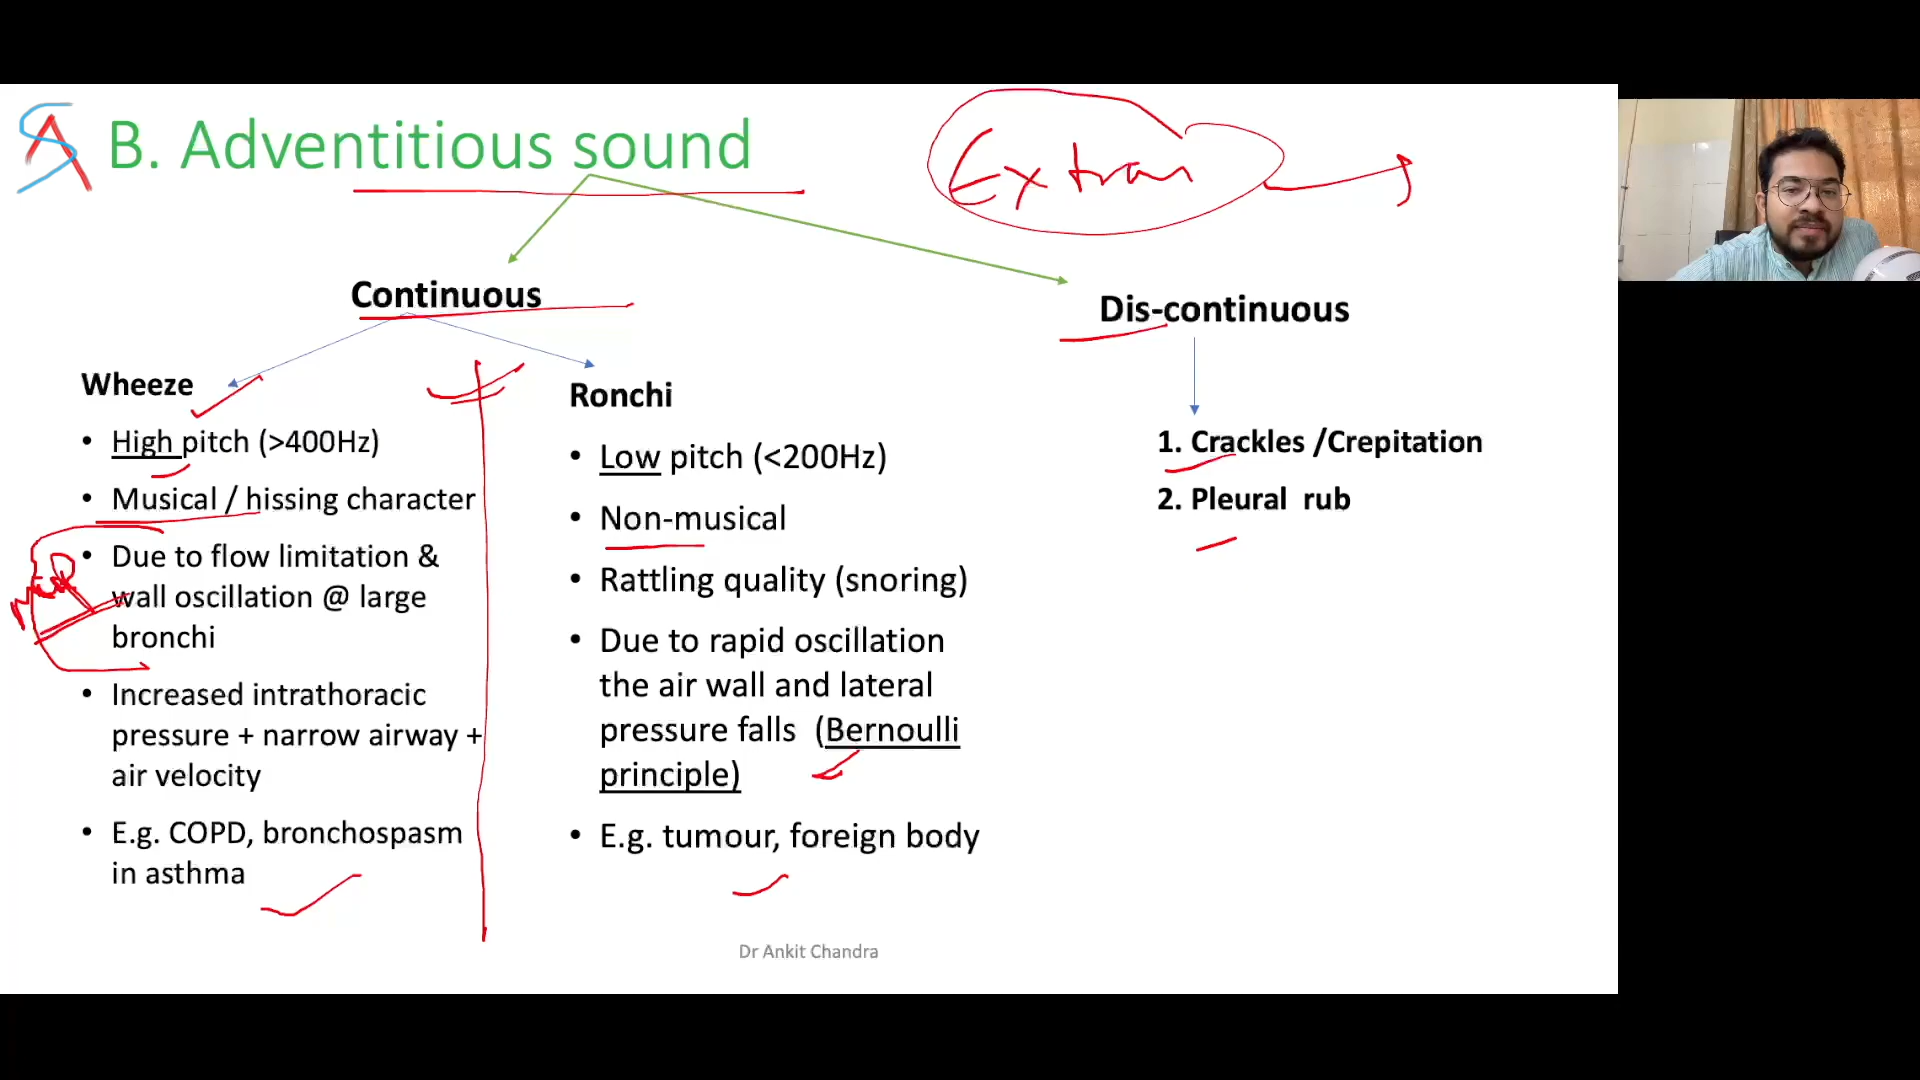 B. Adventitious sound
Extran
Continuous
Dis-continuous
Wheeze
• High pitch (>400Hz)
• Musical / hissing character
• Due to flow limitation &
wall oscillation @ large
bronchi
• Increased intrathoracic
pressure + narrow airway +
air velocity
• E.g. COPD, bronchospasm
in asthma
Ronchi
• Low pitch (<200Hz)
• Non-musical
• Rattling quality (snoring)
• Due to rapid oscillation
the air wall and lateral
pressure falls (Bernoulli
principle)
• E.g. tumour, foreign body
1. Crackles /Crepitation
2. Pleural rub
Dr Ankit Chandra